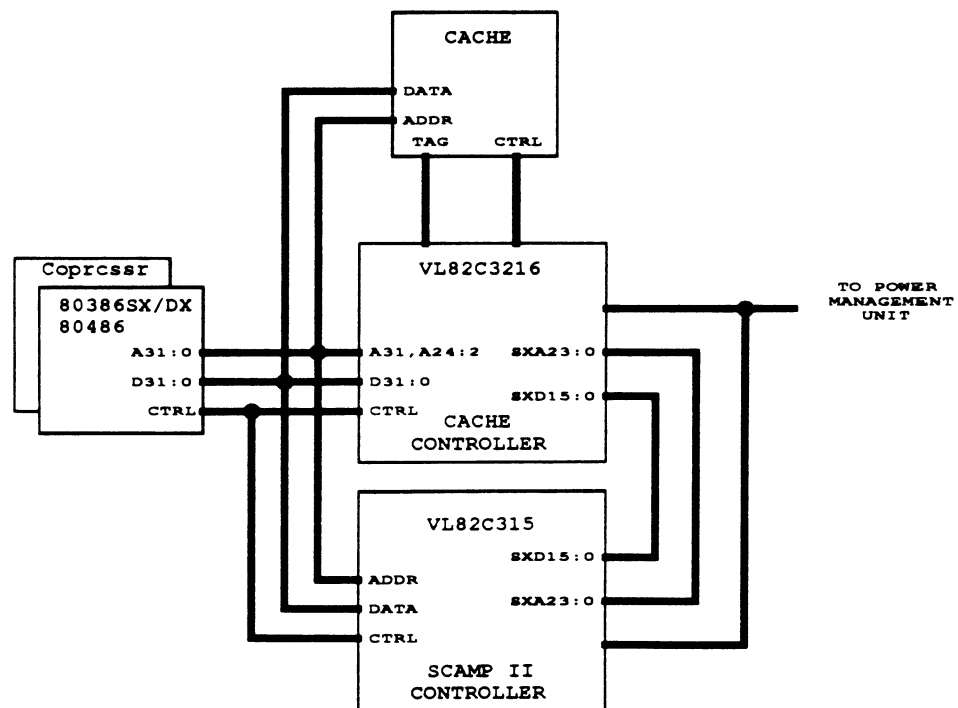 CACHE
DATA
ADDR
TAG CTRL
Coprcssr
80386SX/DX
80486
A31:0
D31:0
CTRL
VL82C3216
A31,A24:2
D31:0
CTRL
SXA23:0
SXD15:0
CACHE
CONTROLLER
TO POWER
MANAGEMENT
UNIT
VL82C315
SXD15:0
SXA23:0
ADDR
DATA
CTRL
SCAMP II
CONTROLLER